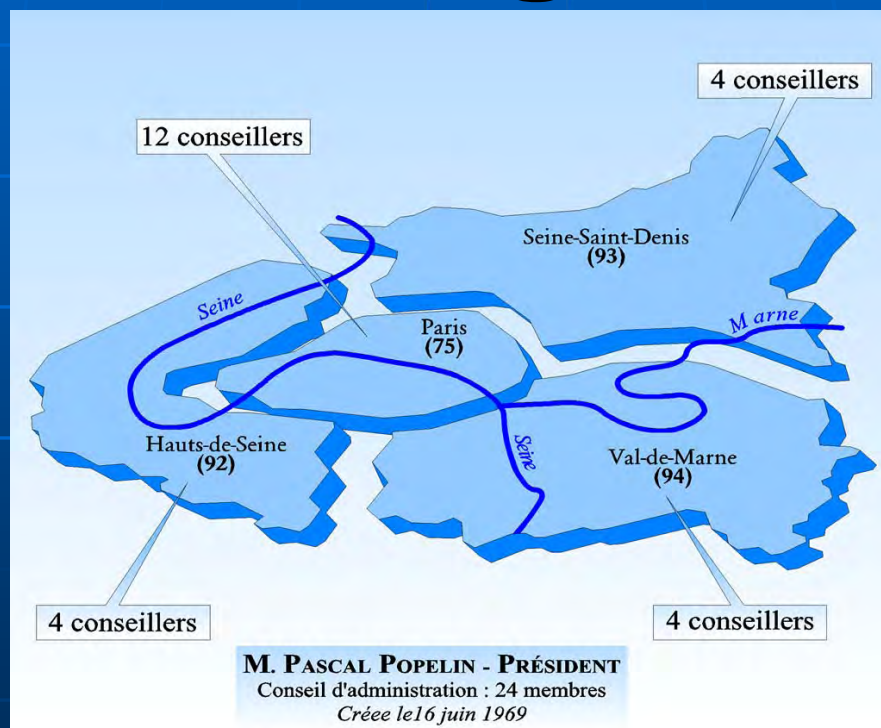 4 conseillers
12 conseillers
Seine-Saint-Denis
(93)
Seine
Marne
Paris
(75)
Hauts-de-Seine
(92)
Seine
Val-de-Marne
(94)
4 conseillers
4 conseillers
M. PASCAL POPELIN - PRÉSIDENT
Conseil d'administration : 24 membres
Créee le16 juin 1969